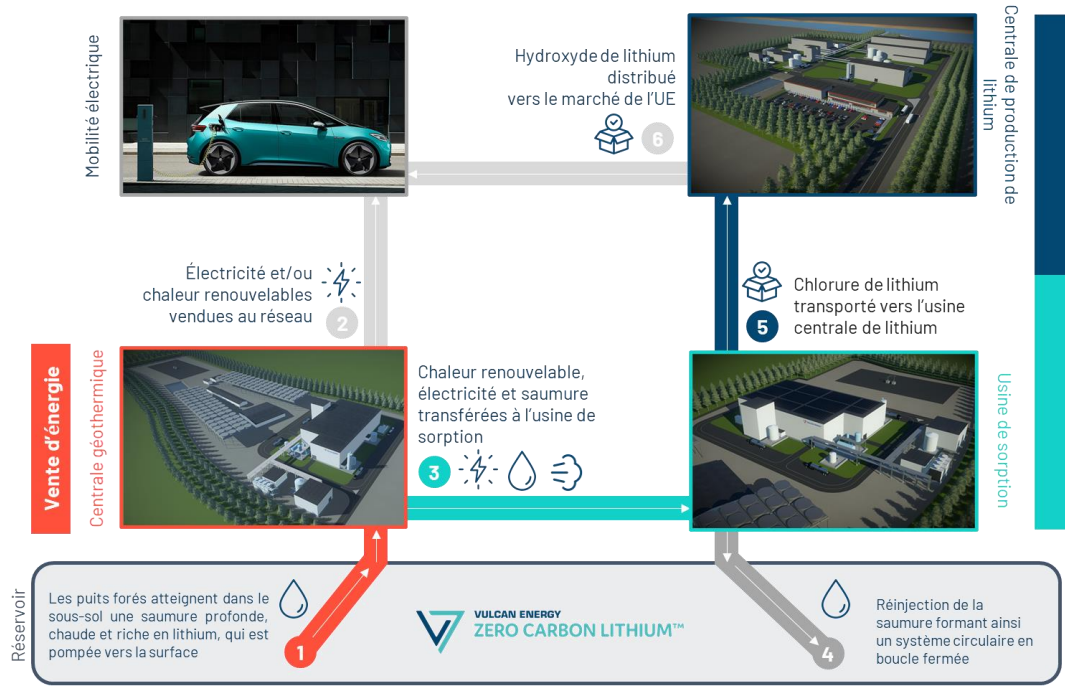 Mobilité électrique
Hydroxyde de lithium
distribué
vers le marché de l'UE
6
Centrale de production de
lithium
Électricité et/ou
chaleur renouvelables
vendues au réseau
2
Chlorure de lithium
transporté vers l'usine
centrale de lithium
5
Vente d'énergie
Centrale géothermique
Chaleur renouvelable,
électricité et saumure
transférées à l'usine de
sorption
3
Usine de sorption
Réservoir
Les puits forés atteignent dans le
sous-sol une saumure profonde,
chaude et riche en lithium, qui est
pompée vers la surface
1
VULCAN ENERGY
ZERO CARBON LITHIUM™
4
Réinjection de la
saumure formant ainsi
un système circulaire en
boucle fermée